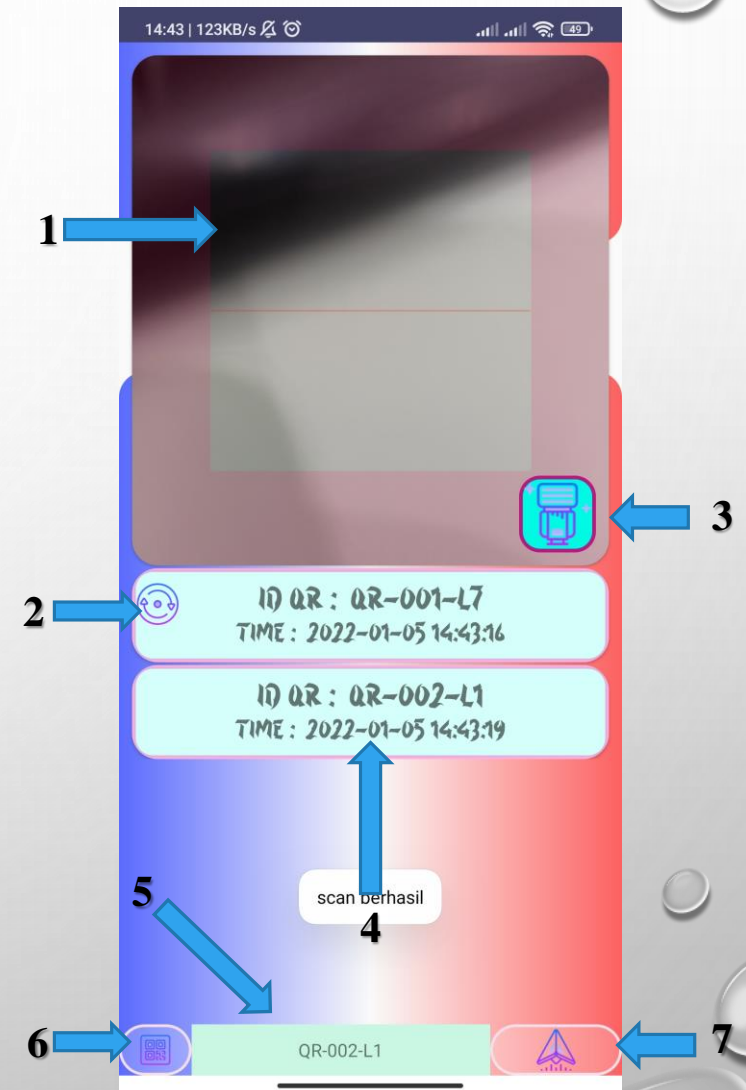 14:43 | 123KB/s
49
1
3
2
ID QR : QR-001-L7
TIME : 2022-01-05 14:43:16
ID QR : QR-002-L1
TIME : 2022-01-05 14:43:19
5
scan berhasil
4
6
QR-002-L1
7